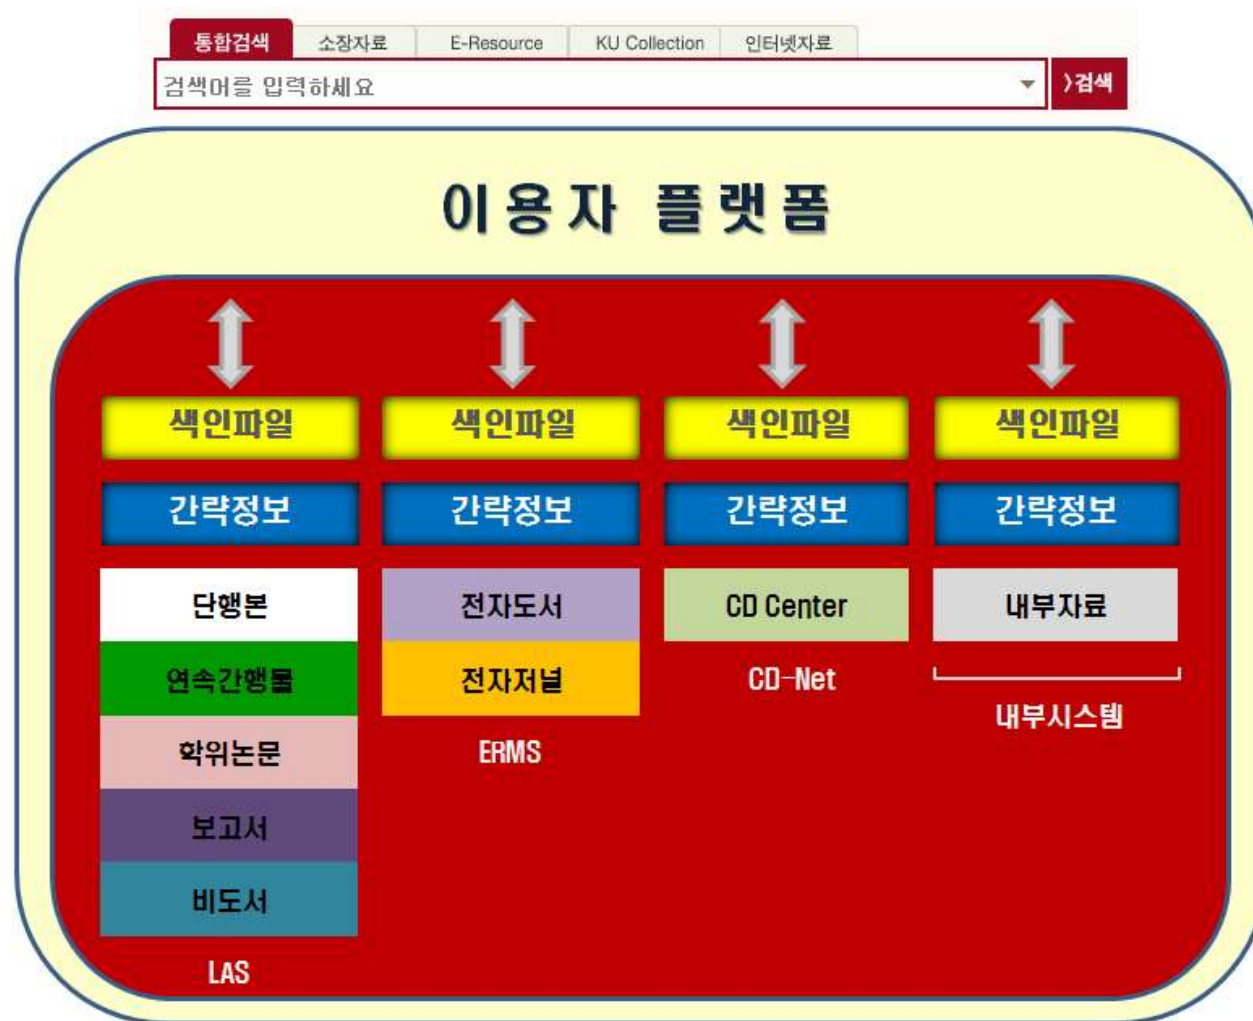 통합검색 소장자료 E-Resource KU Collection 인터넷자료
검색어를 입력하세요 >검색
이용자 플랫폼
색인파일 색인파일 색인파일 색인파일
간략정보 간략정보 간략정보 간략정보
단행본 전자도서 CD Center 내부자료
연속간행물 전자저널 CD-Net
내부시스템
학위논문 ERMS
보고서
비도서
LAS